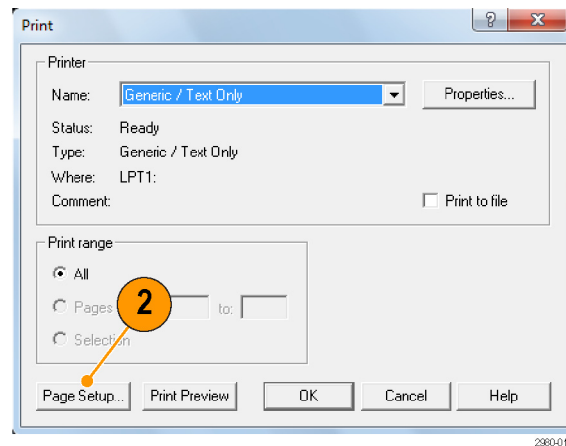 Print
Printer
Name: Generic / Text Only Properties...
Status: Ready
Type: Generic / Text Only
Where: LPT1:
Comment: Print to file
Print range
All
Pages 2 to:
Selection
Page Setup... Print Preview OK Cancel Help
2980-01